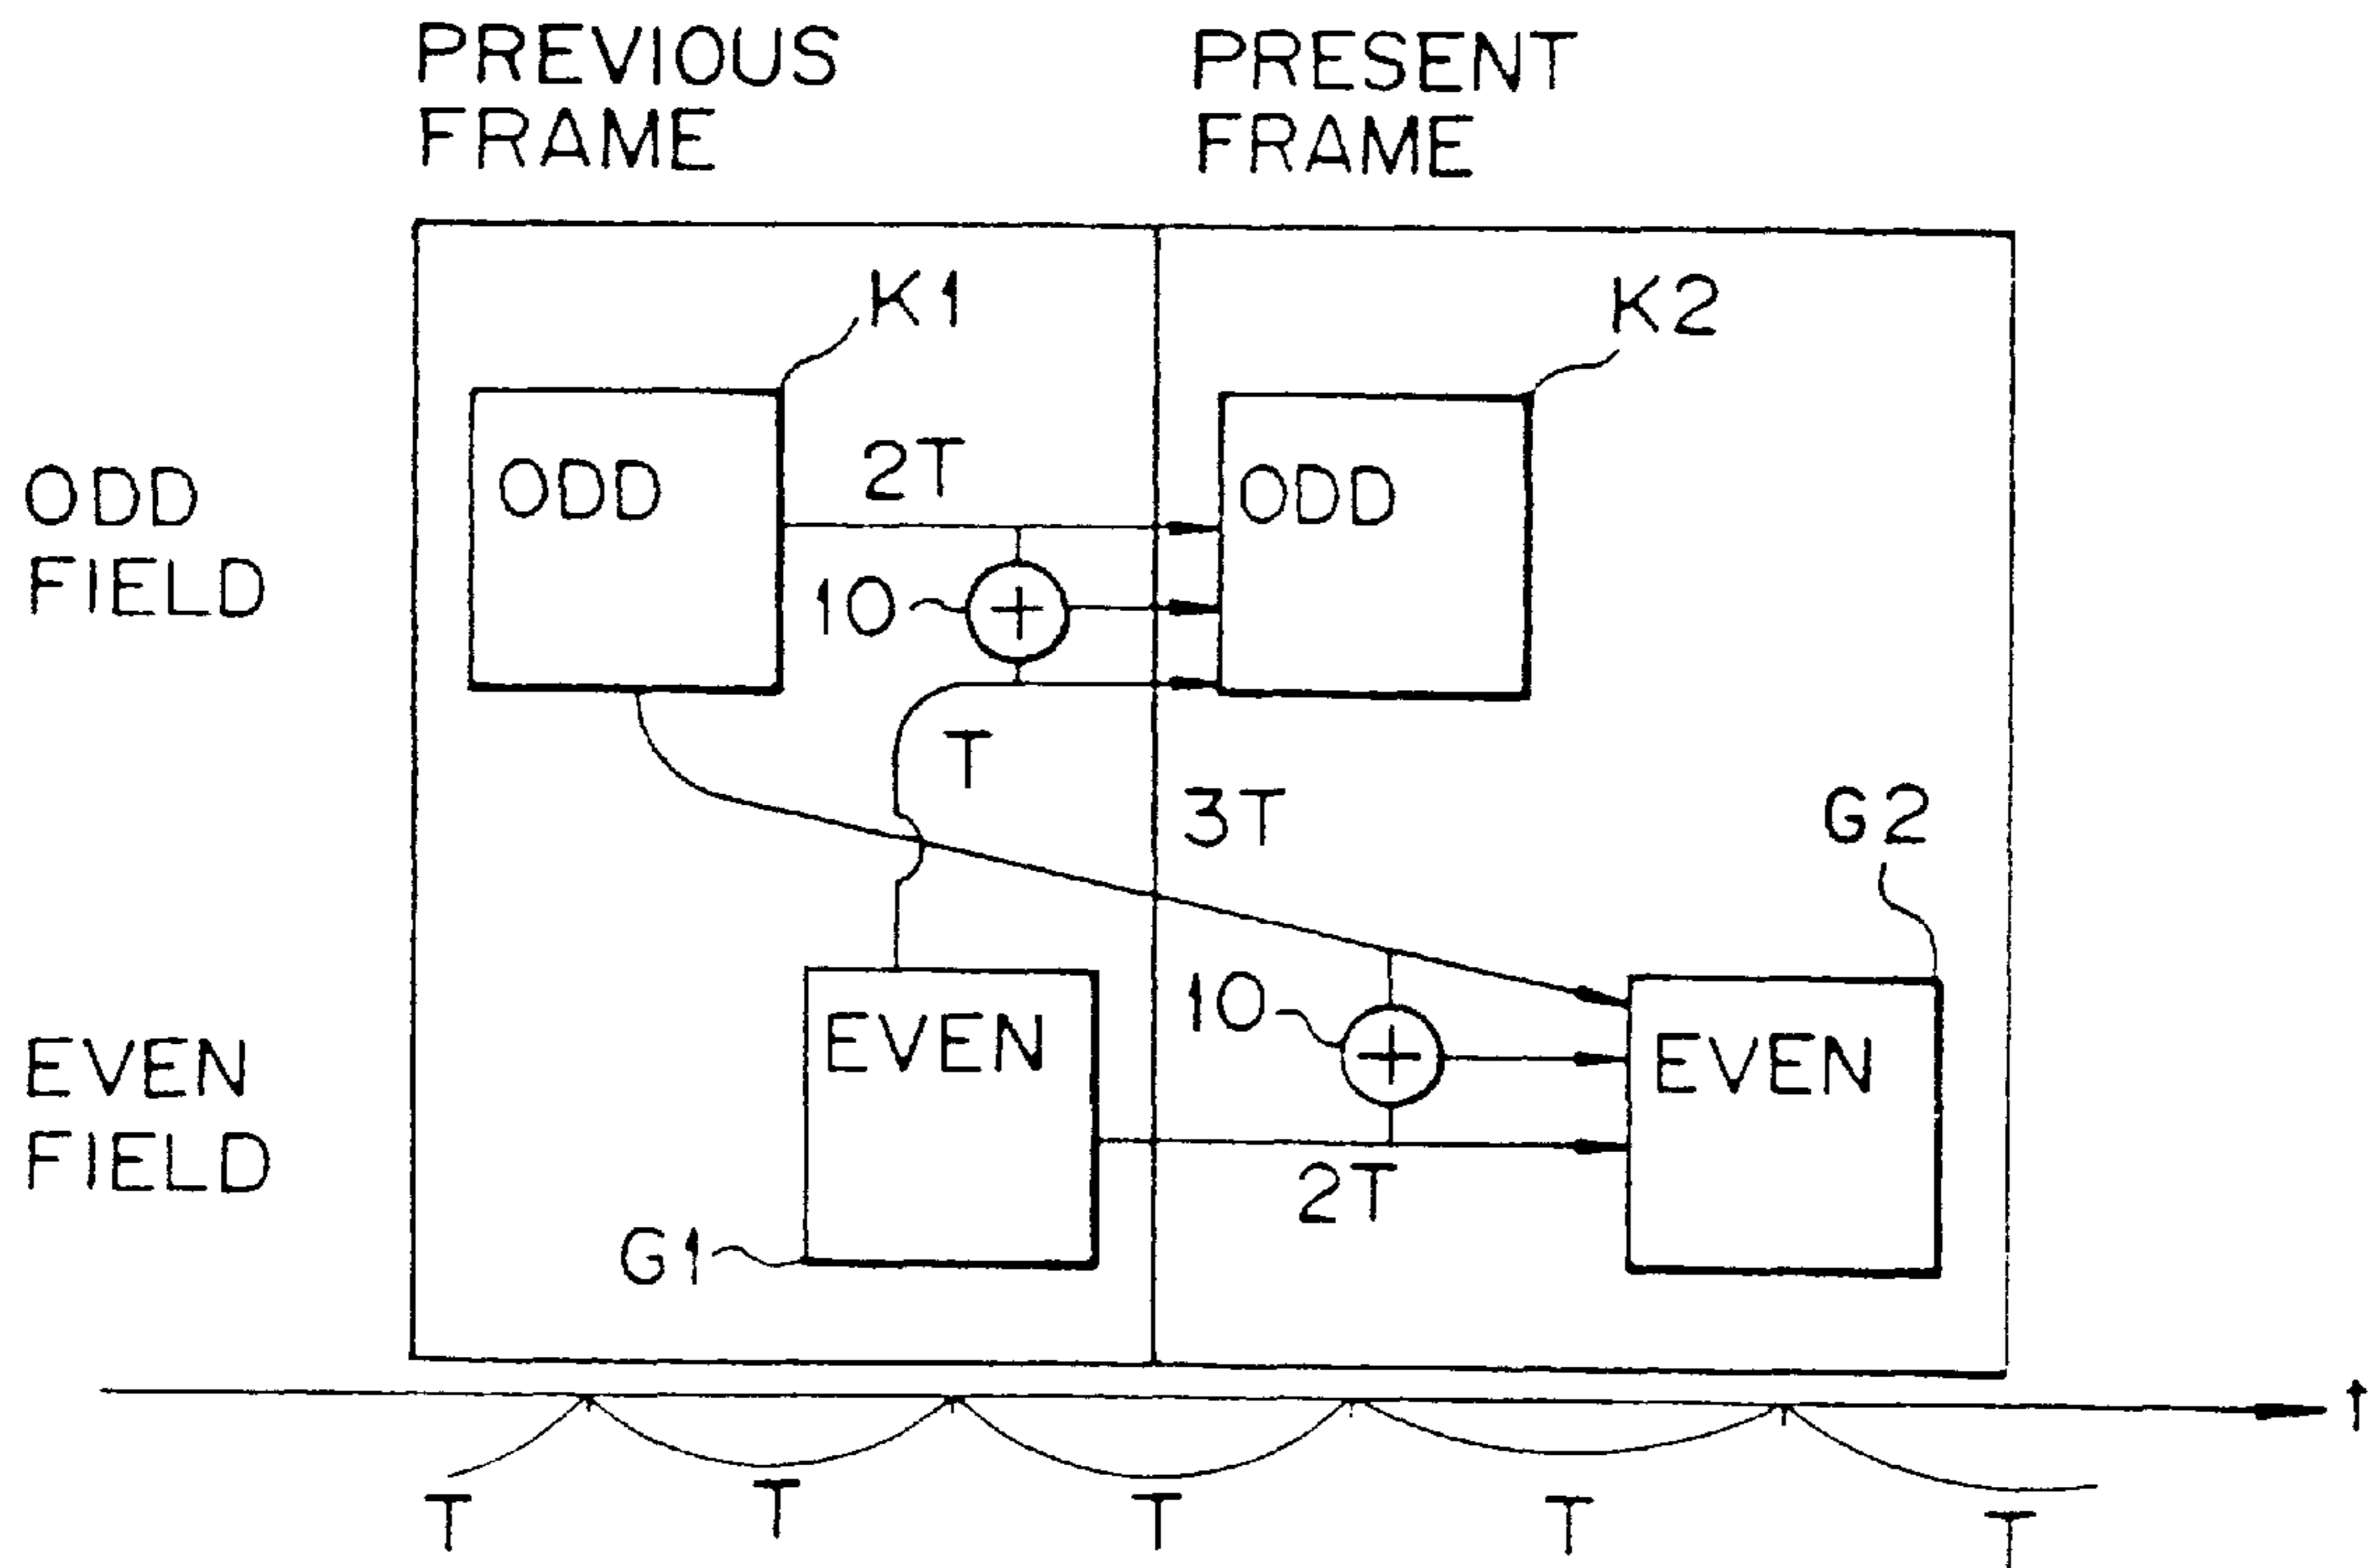 PREVIOUS
FRAME
PRESENT
FRAME
K1
K2
ODD
FIELD
ODD
2T
ODD
10
T
3T
G2
EVEN
FIELD
EVEN
10
EVEN
2T
G1
t
T
T
T
T
T